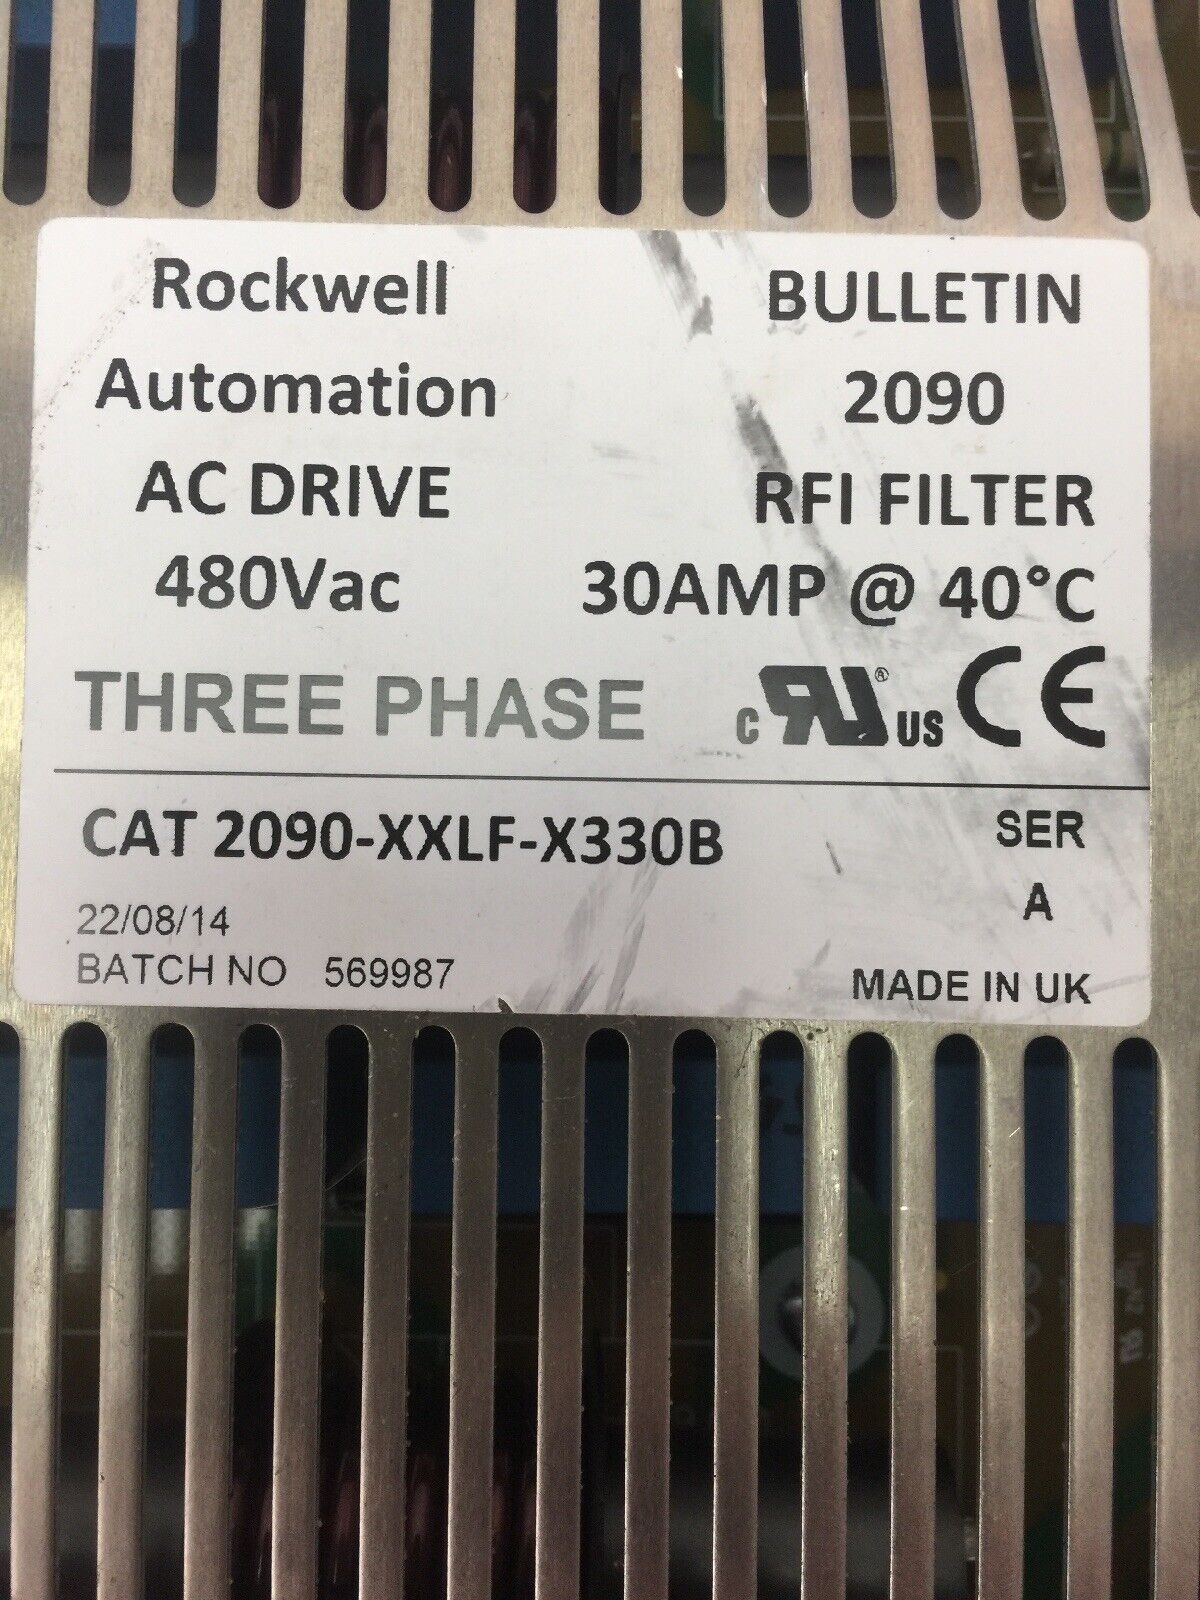 Rockwell BULLETIN
Automation 2090
AC DRIVE RFI FILTER
480Vac 30AMP @ 40°C
THREE PHASE c RU ® US CE
CAT 2090-XXLF-X330B SER
A
22/08/14
BATCH NO 569987
MADE IN UK